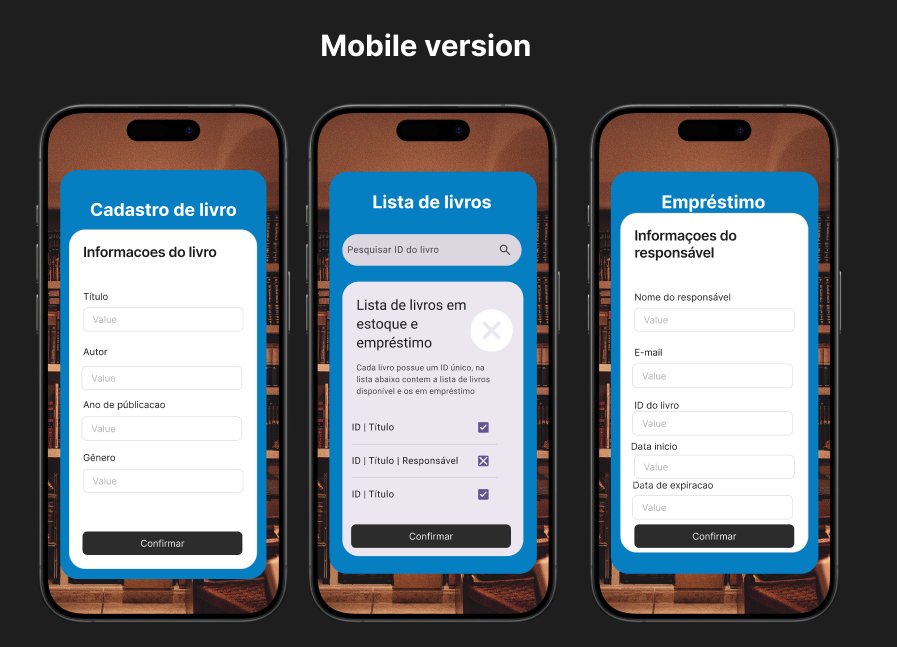 Mobile version
Cadastro de livro
Informacoes do livro
Título
Value
Autor
Value
Ano de públicacao
Value
Gênero
Value
Confirmar
Lista de livros
Pesquisar ID do livro
Lista de livros em
estoque e
empréstimo
Cada livro possue um ID único, na
lista abaixo contem a lista de livros
disponível e os em empréstimo
ID | Título
ID | Título | Responsável
ID | Título
Confirmar
Empréstimo
Informaçoes do
responsável
Nome do responsável
Value
E-mail
Value
ID do livro
Value
Data inicio
Value
Data de expiracao
Value
Confirmar